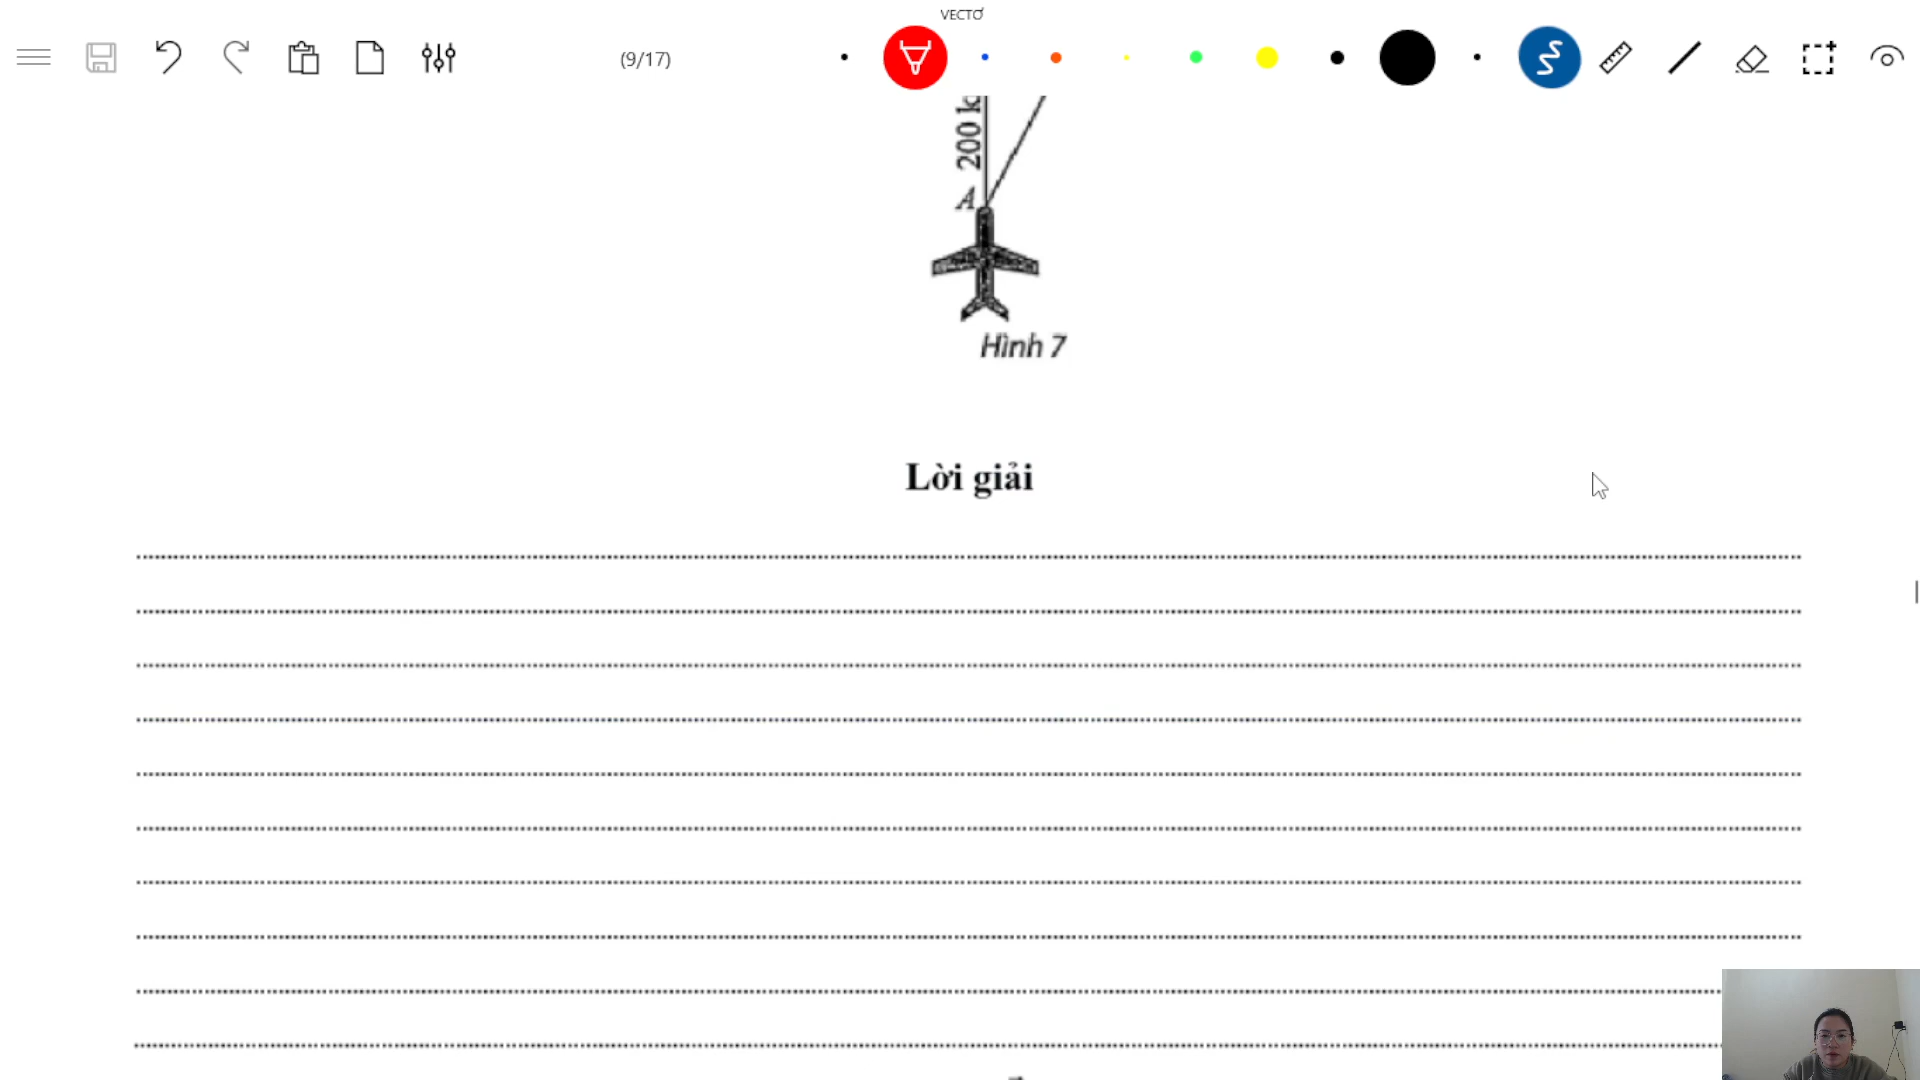 VECTƠ
(9/17)
200 k
A
Hình 7
Lời giải